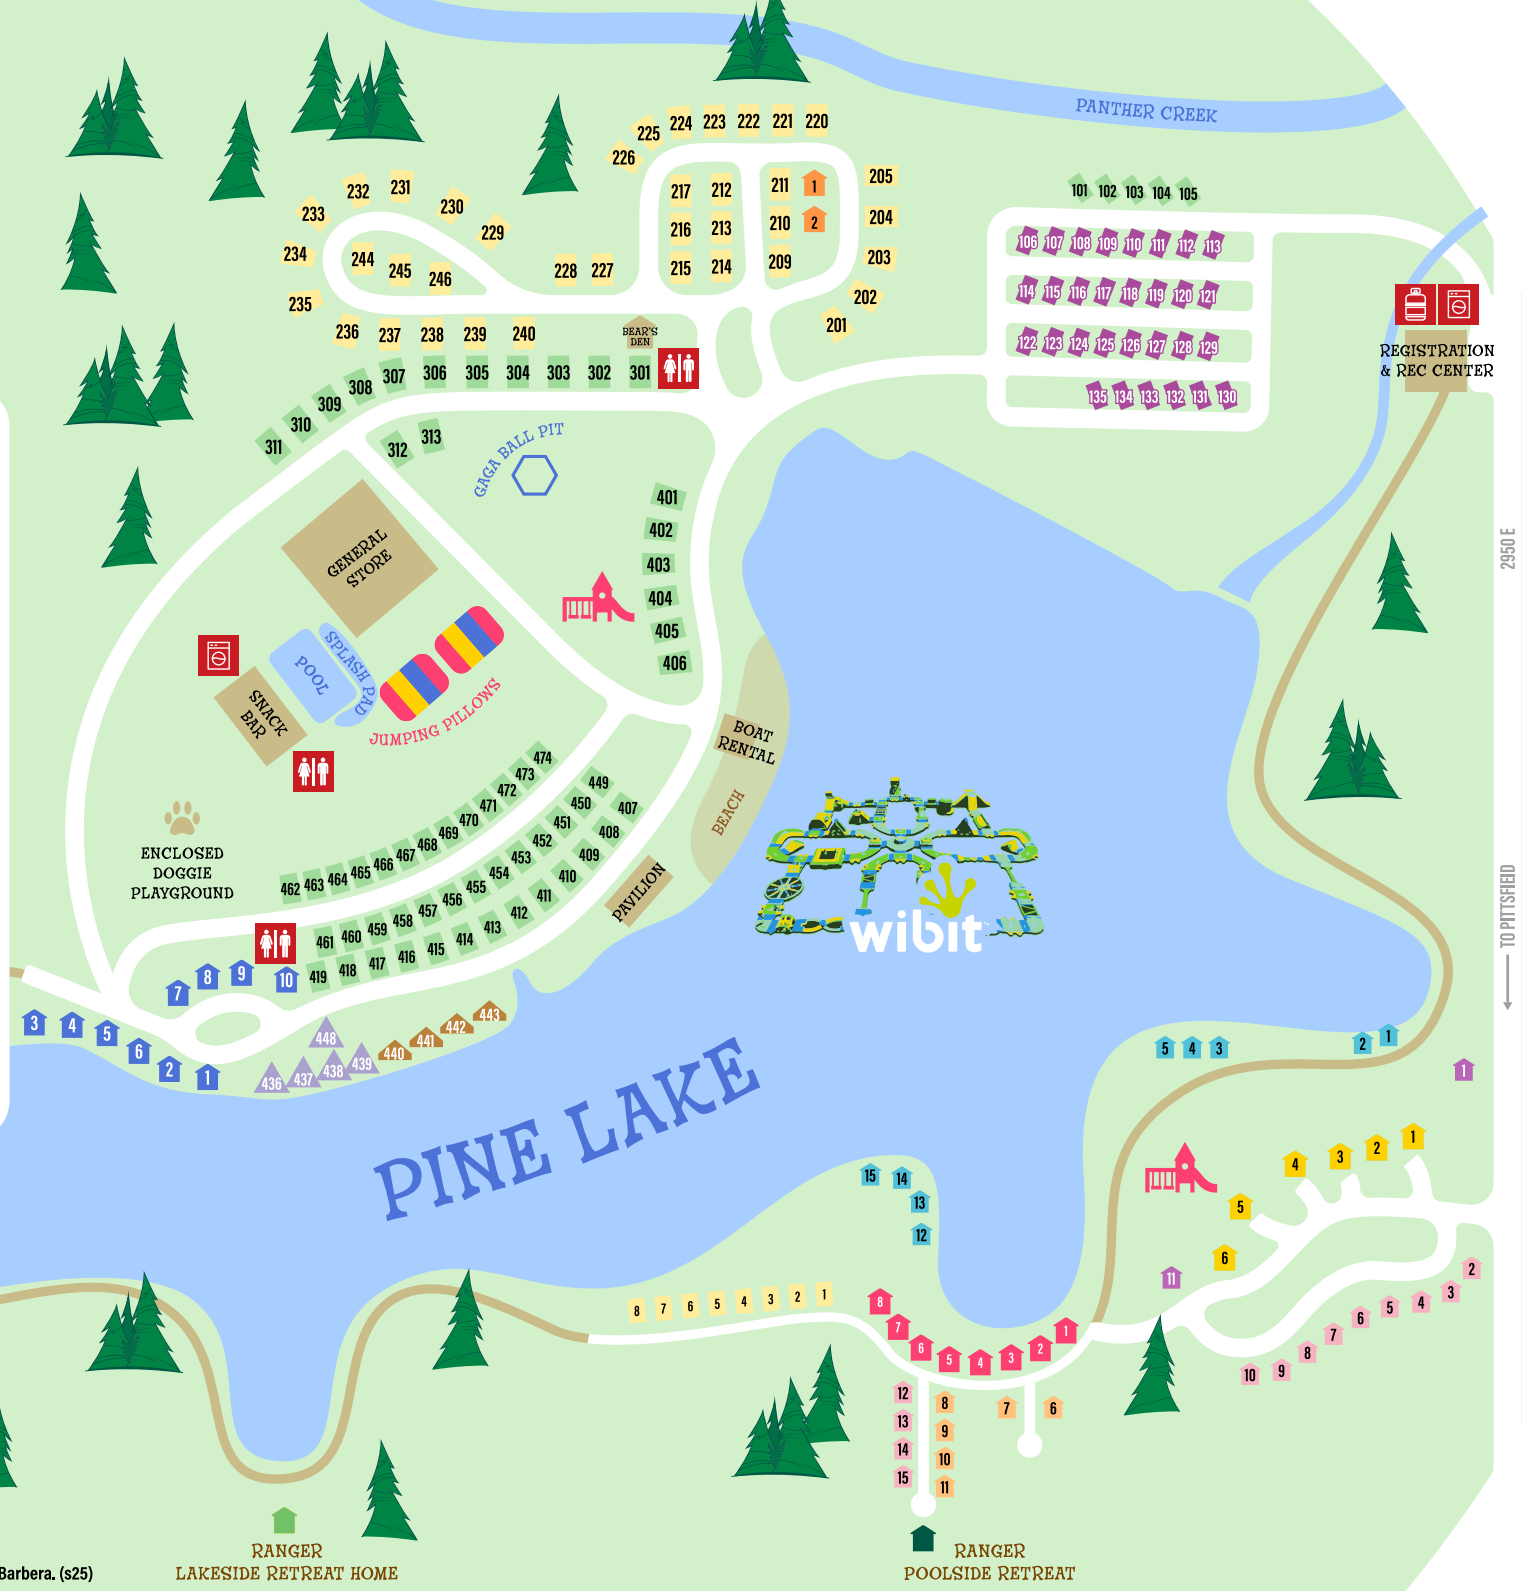 PANTHER CREEK
224 223 222 221 220
225
226
217 212 211 1
216 213 210 2
215 214 209
205
204
203
202
201
232 231
233 230
229
234 244 245 246
235
228 227
236 237 238 239 240
BEAR'S
DEN
311 310 309 308 307 306 305 304 303 302 301
312 313
101 102 103 104 105
106 107 108 109 110 111 112 113
114 115 116 117 118 119 120 121
122 123 124 125 126 127 128 129
135 134 133 132 131 130
REGISTRATION
& REC CENTER
2950 E
TO PITTSFIELD
GAGA BALL PIT
401
402
403
404
405
406
GENERAL
STORE
SPLASH PAD
POOL
SNACK
BAR
JUMPING PILLOWS
BOAT
RENTAL
BEACH
PAVILION
wibit
ENCLOSED
DOGGIE
PLAYGROUND
462 463 464 465 466 467 468 469 470 471 472 473 474
461 460 459 458 457 456 455 454 453 452 451 450 449
419 418 417 416 415 414 413 412 411 410 409 408 407
7 8 9 10
3 4 5 6 2 1
448
436 437 438 439
440 441 442 443
PINE LAKE
5 4 3
2 1
1
15 14
13
12
4 3 2 1
5
6
11
2
3
4
5
6
7
8
9
10
8 7 6 5 4 3 2 1
8 7 6 5 4 3 2 1
12 8
13 9
14 10
15 11
7 6
RANGER
LAKESIDE RETREAT HOME
RANGER
POOLSIDE RETREAT
Barbera. (s25)